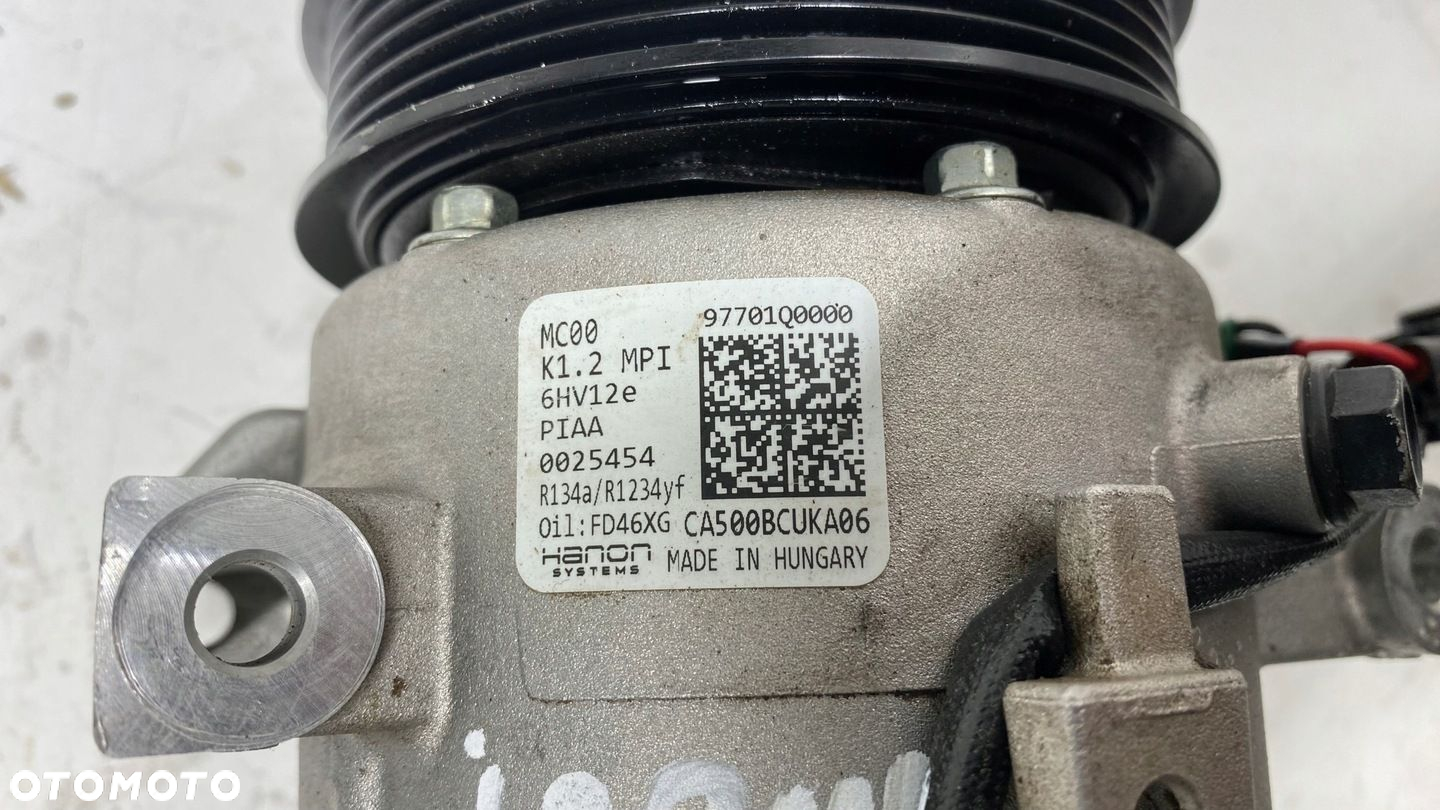 MC00
97701Q0000
K1.2 MPI
6HV12e
PIAA
0025454
R134a/R1234yf
Oil:FD46XG CA500BCUKA06
Hanon SYSTEMS MADE IN HUNGARY
OTOMOTO